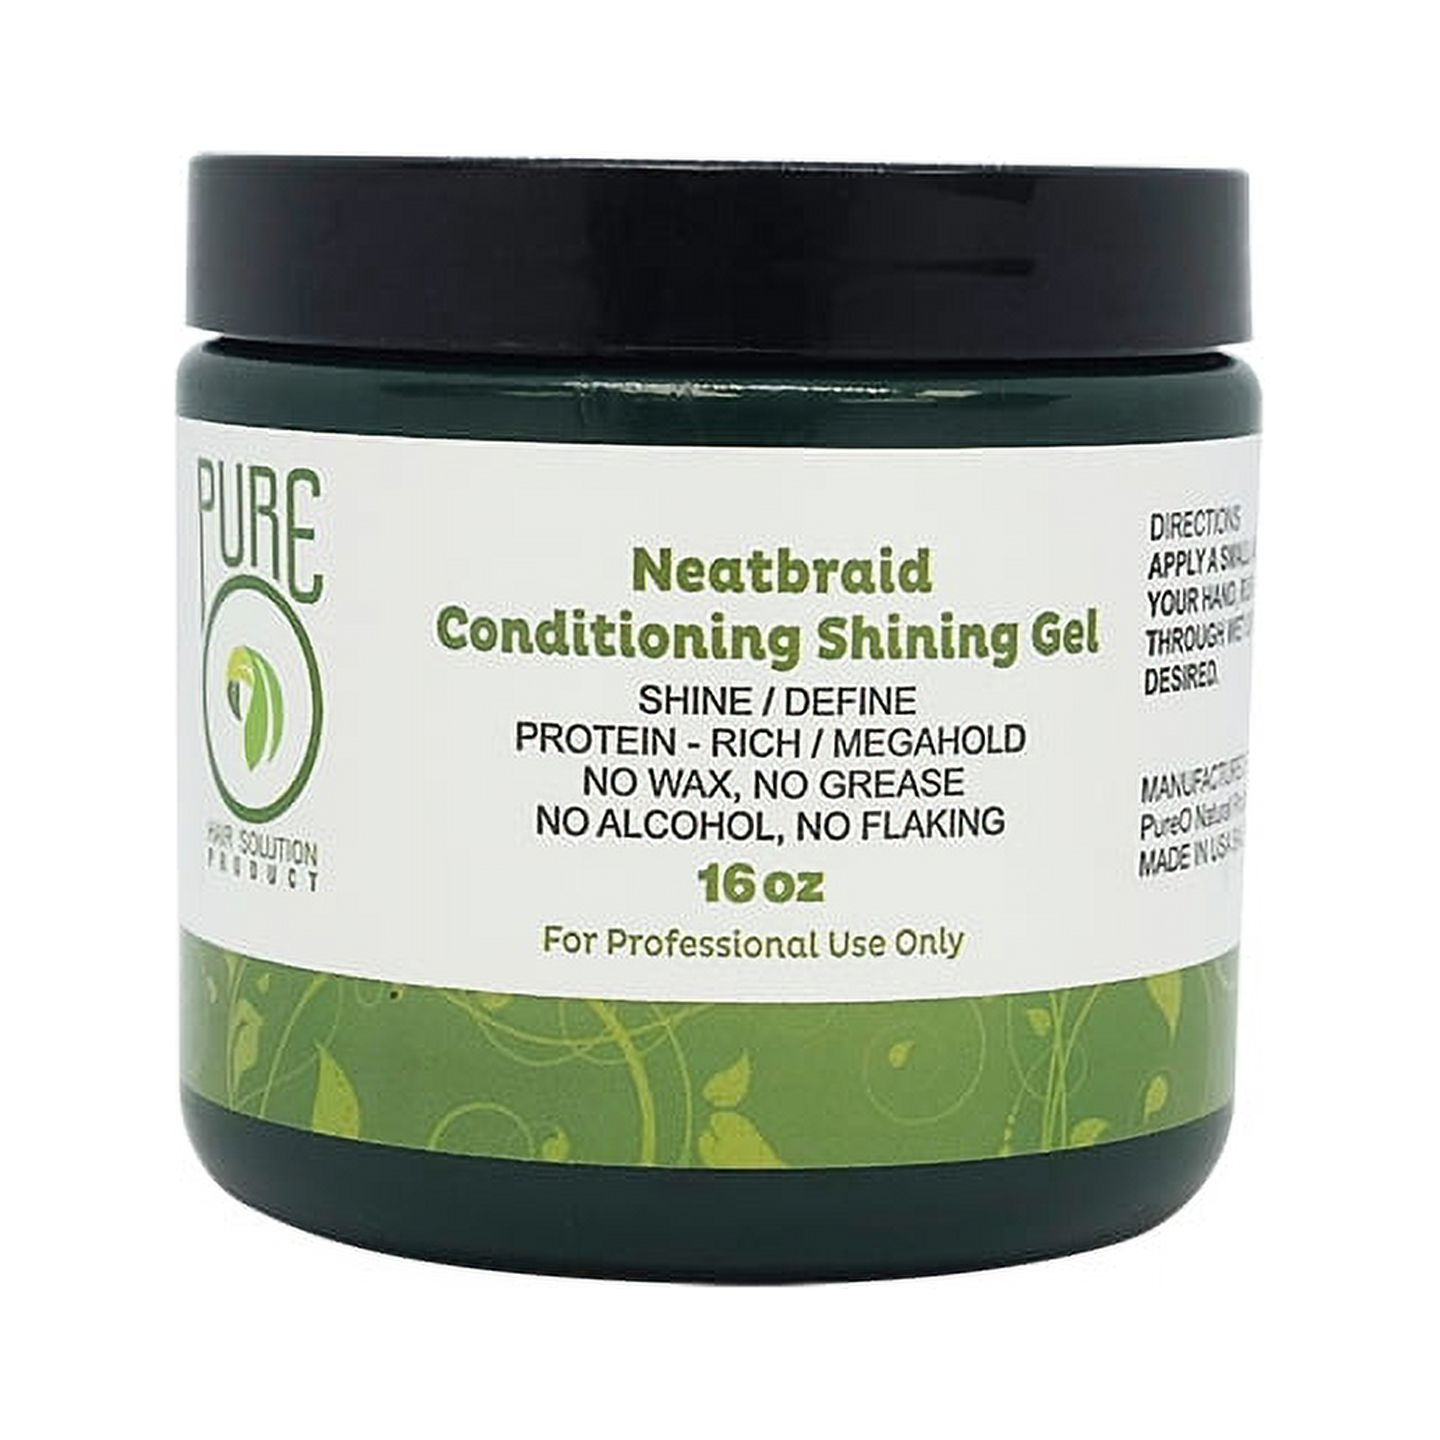 PURE
O
HAIR SOLUTION
PRODUCT
Neatbraid
Conditioning Shining Gel
SHINE / DEFINE
PROTEIN - RICH / MEGAHOLD
NO WAX, NO GREASE
NO ALCOHOL, NO FLAKING
16 oz
For Professional Use Only
DIRECTIONS
APPLY A SMALL
YOUR HAND,
THROUGH WET
DESIRED.
PureO Natural
MADE IN USA